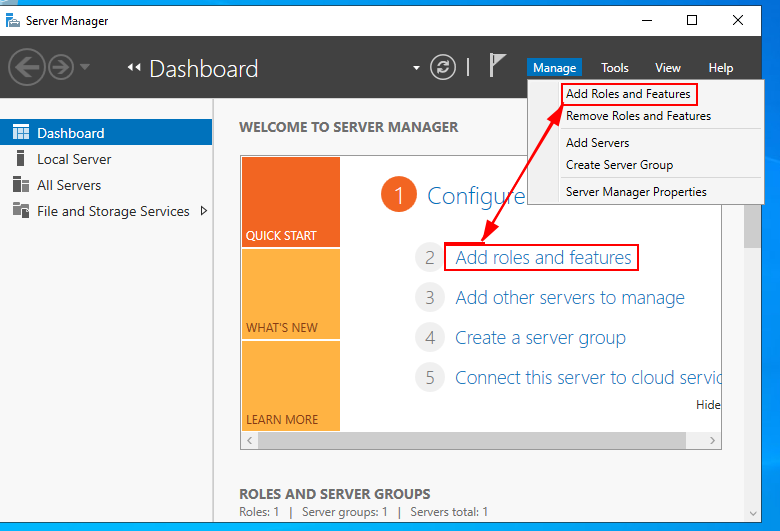 Server Manager
Dashboard
Manage Tools View Help
Add Roles and Features
Remove Roles and Features
Add Servers
Create Server Group
Server Manager Properties
Dashboard
Local Server
All Servers
File and Storage Services
WELCOME TO SERVER MANAGER
QUICK START
WHAT'S NEW
LEARN MORE
1 Configure
2 Add roles and features
3 Add other servers to manage
4 Create a server group
5 Connect this server to cloud servic
Hide
ROLES AND SERVER GROUPS
Roles: 1 | Server groups: 1 | Servers total: 1